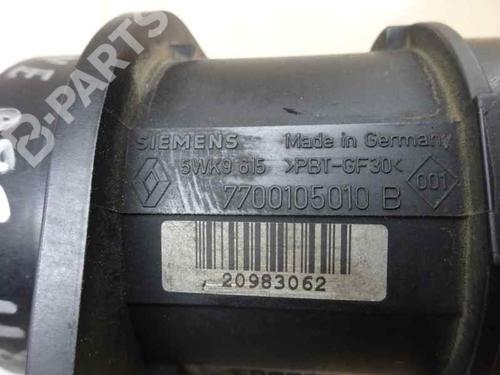 B-PARTS
SIEMENS Made in Germany
5WK9 615 >PBT-GF30<
001
7700105010 B
20983062